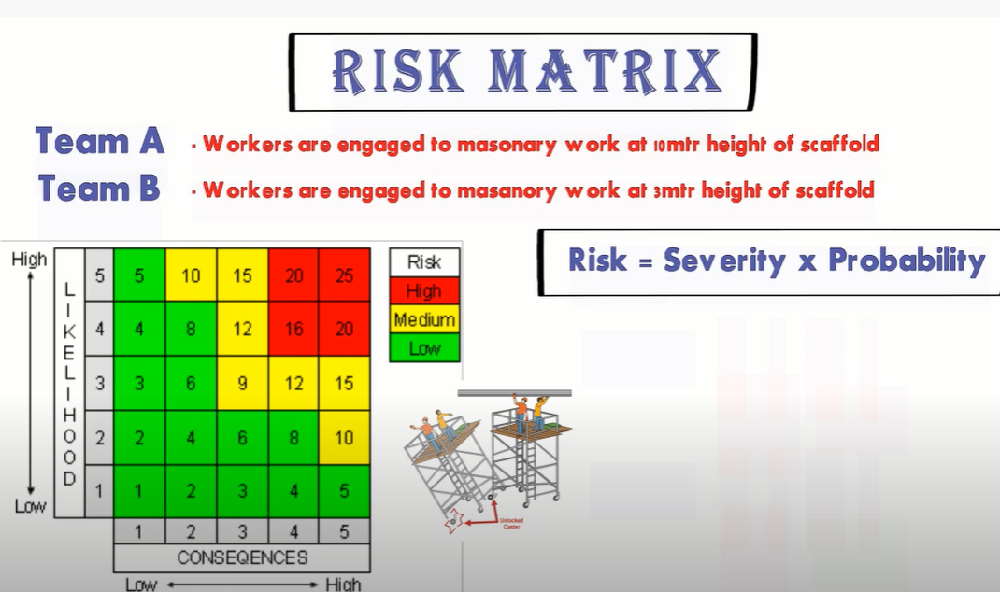 RISK MATRIX
Team A - Workers are engaged to masonary work at 10mtr height of scaffold
Team B - Workers are engaged to masanory work at 3mtr height of scaffold
Risk = Severity x Probability
High
Low
LIKELIHOOD
5 5 10 15 20 25
4 4 8 12 16 20
3 3 6 9 12 15
2 2 4 6 8 10
1 1 2 3 4 5
1 2 3 4 5
CONSEQENCES
Low High
Risk
High
Medium
Low
Unlocked
Caster